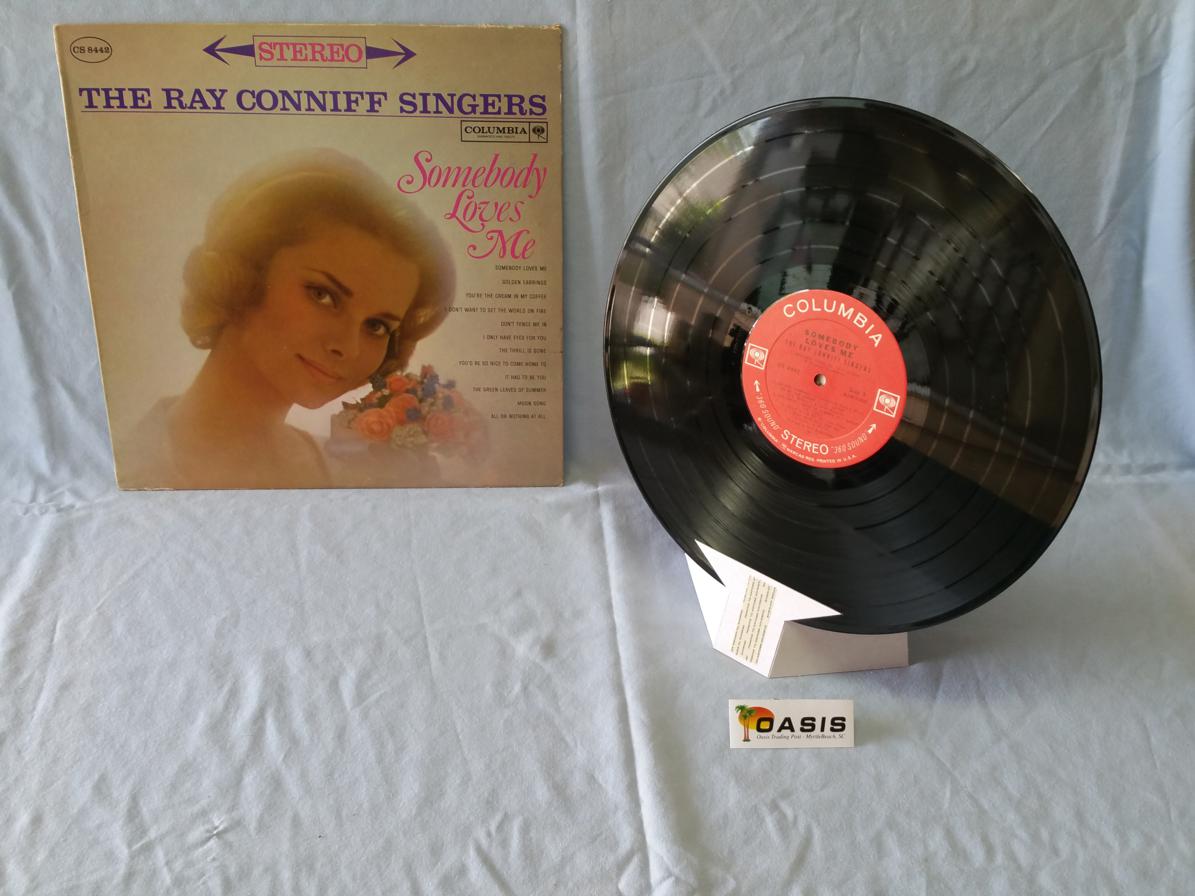 CS 8442
STEREO
THE RAY CONNIFF SINGERS
COLUMBIA
Somebody
Loves
Me
SOMEBODY LOVES ME
GOLDEN EARRINGS
YOU'RE THE CREAM IN MY COFFEE
I DON'T WANT TO SET THE WORLD ON FIRE
DON'T FENCE ME IN
I ONLY HAVE EYES FOR YOU
THE THRILL IS GONE
YOU'D BE SO NICE TO COME HOME TO
IT HAD TO BE YOU
THE GREEN LEAVES OF SUMMER
MOON SONG
ALL OR NOTHING AT ALL
COLUMBIA
SOMEBODY
LOVES ME
THE RAY CONNIFF SINGERS
"360 SOUND" STEREO "360 SOUND"
OASIS
Oasis Trading Post - MyrtleBeach, SC